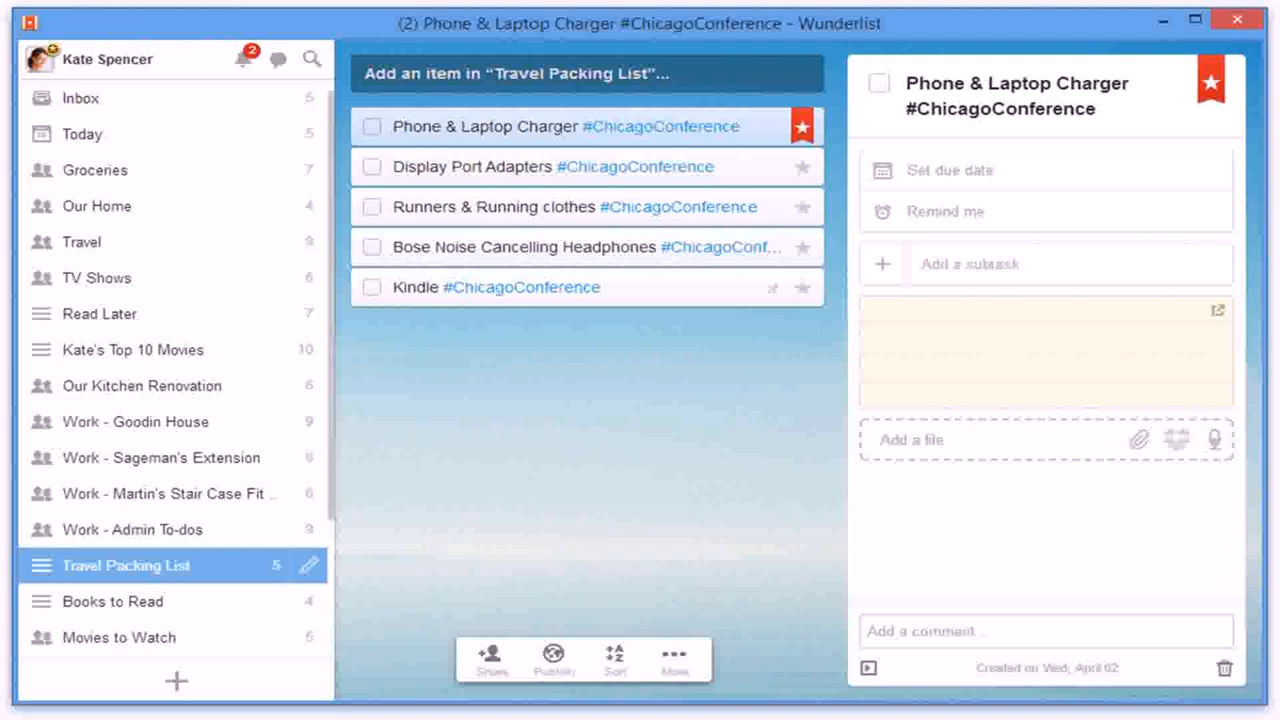 (2) Phone & Laptop Charger #ChicagoConference - Wunderlist
Kate Spencer
2
Inbox 5
Today 5
Groceries 7
Our Home 4
Travel
TV Shows 6
Read Later 7
Kate's Top 10 Movies 10
Our Kitchen Renovation
Work - Goodin House 9
Work - Sageman's Extension
Work - Martin's Stair Case Fit ...
Work - Admin To-dos
Travel Packing List 5
Books to Read 4
Movies to Watch 5
Add an item in “Travel Packing List”...
Phone & Laptop Charger #ChicagoConference
Display Port Adapters #ChicagoConference
Runners & Running clothes #ChicagoConference
Bose Noise Cancelling Headphones #ChicagoConf...
Kindle #ChicagoConference
Share Publish Sort More
Phone & Laptop Charger
#ChicagoConference
Set due date
Remind me
Add a subtask
Add a file
Add a comment...
Created on Wed, April 02